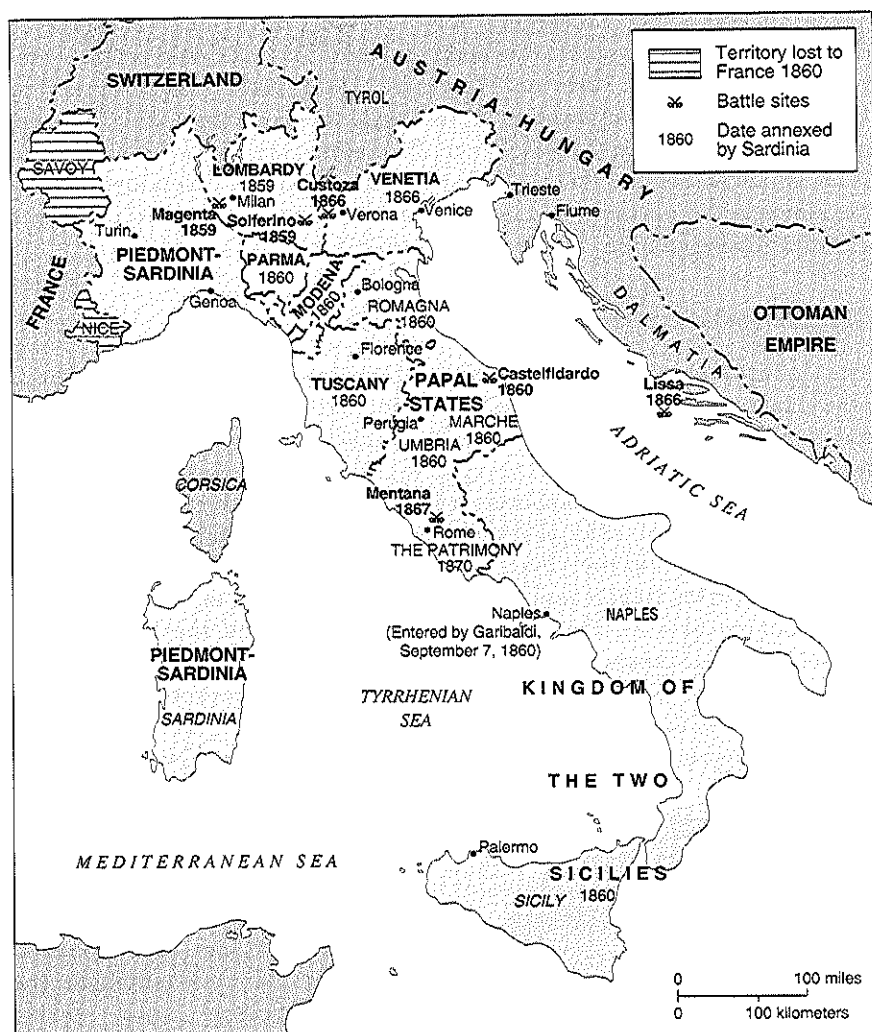 Territory lost to
France 1860
Battle sites
1860
Date annexed
by Sardinia
AUSTRIA-HUNGARY
SWITZERLAND
TYROL
SAVOY
LOMBARDY
1859
Milan
Custoza
1866
VENETIA
1866
Trieste
Magenta
1859
Solferino
1859
Verona
Venice
Fiume
Turin
PIEDMONT-
SARDINIA
PARMA
1860
MODENA
1860
Bologna
ROMAGNA
1860
Genoa
FRANCE
NICE
DALMATIA
OTTOMAN
EMPIRE
Florence
TUSCANY
1860
PAPAL
STATES
Castelfidardo
1860
Lissa
1866
Perugia
MARCHE
1860
UMBRIA
1860
ADRIATIC SEA
CORSICA
Mentana
1867
Rome
THE PATRIMONY
1870
Naples
(Entered by Garibaldi,
September 7, 1860)
NAPLES
PIEDMONT-
SARDINIA
SARDINIA
TYRRHENIAN
SEA
KINGDOM OF
THE TWO
SICILIES
1860
Palermo
SICILY
MEDITERRANEAN SEA
0 100 miles
0 100 kilometers